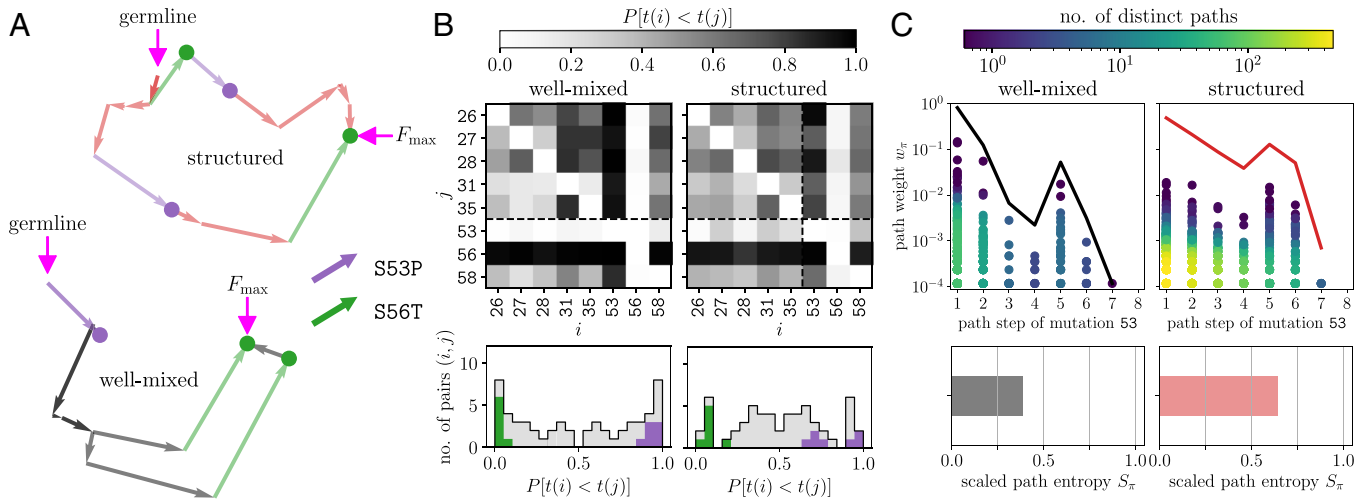 A
germline
F_max
structured
germline
F_max
S53P
S56T
well-mixed
B
P[t(i) < t(j)]
0.0 0.2 0.4 0.6 0.8 1.0
well-mixed structured
26
27
28
31
35
53
56
58
j
26 27 28 31 35 53 56 58
26 27 28 31 35 53 56 58
i i
no. of pairs (i, j)
10
5
0
0.0 0.5 1.0
0.0 0.5 1.0
P[t(i) < t(j)] P[t(i) < t(j)]
C
no. of distinct paths
10^0 10^1 10^2
well-mixed structured
path weight w_π
10^0
10^−1
10^−2
10^−3
10^−4
1 2 3 4 5 6 7 8
1 2 3 4 5 6 7 8
path step of mutation 53 path step of mutation 53
0.0 0.5 1.0
0.0 0.5 1.0
scaled path entropy S_π scaled path entropy S_π